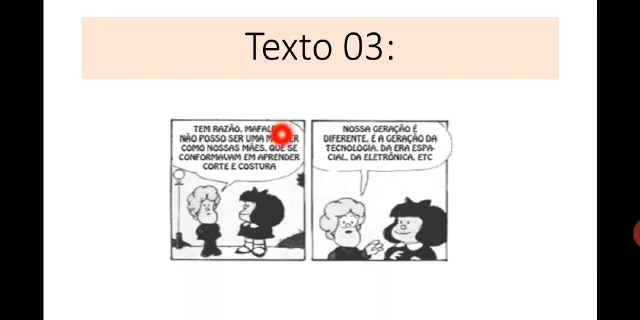 Texto 03:
TEM RAZÃO, MAFAL
NÃO POSSO SER UMA
COMO NOSSAS MÃES, QUE SE
CONFORMAVAM EM APRENDER
CORTE E COSTURA
NOSSA GERAÇÃO É
DIFERENTE. É A GERAÇÃO DA
TECNOLOGIA, DA ERA ESPA-
CIAL, DA ELETRÔNICA, ETC